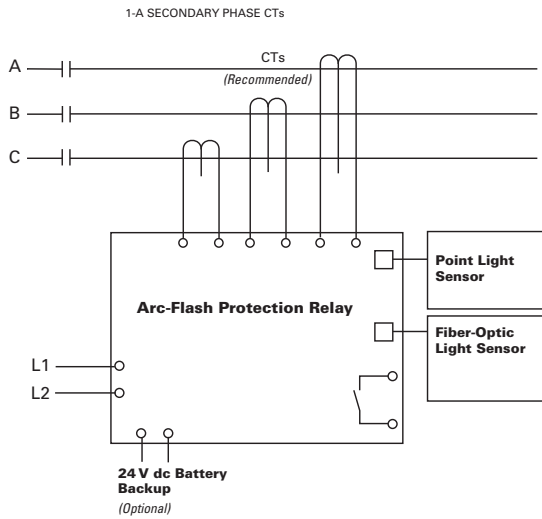 1-A SECONDARY PHASE CTs
A
CTs
(Recommended)
B
C
Point Light
Sensor
Arc-Flash Protection Relay
Fiber-Optic
Light Sensor
L1
L2
24 V dc Battery
Backup
(Optional)